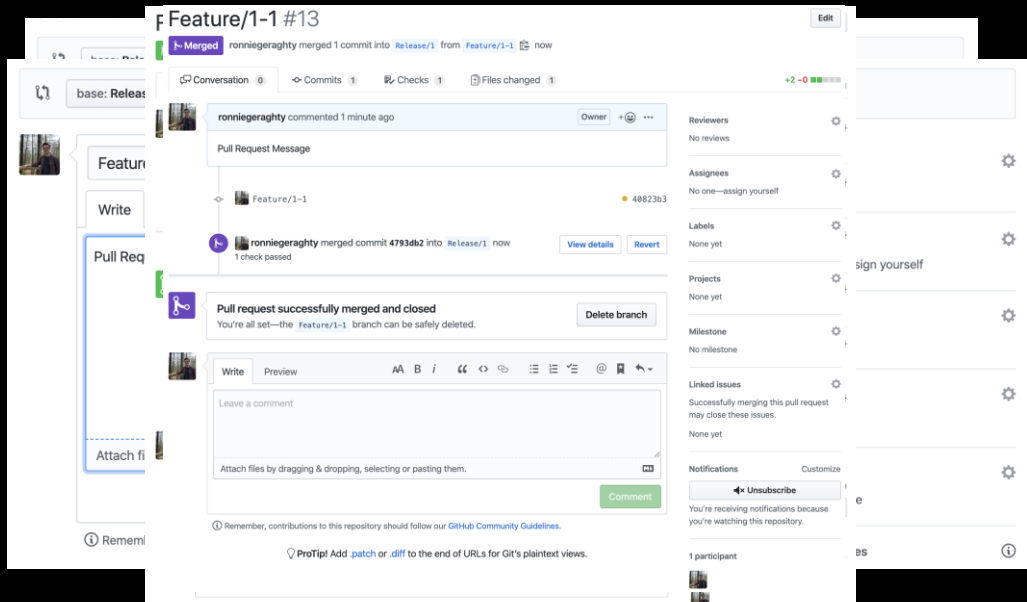 Feature/1-1 #13
Edit
Merged
ronniegeraghty merged 1 commit into Release/1 from Feature/1-1 now
Conversation 0
Commits 1
Checks 1
Files changed 1
+2 −0
base: Releas
Feature
Write
Pull Req
Attach fi
Rememl
ronniegeraghty commented 1 minute ago
Owner
Pull Request Message
Feature/1-1
40823b3
ronniegeraghty merged commit 4793db2 into Release/1 now
1 check passed
View details
Revert
Pull request successfully merged and closed
You're all set—the Feature/1-1 branch can be safely deleted.
Delete branch
Write
Preview
Leave a comment
Attach files by dragging & dropping, selecting or pasting them.
Comment
Remember, contributions to this repository should follow our GitHub Community Guidelines.
ProTip! Add .patch or .diff to the end of URLs for Git's plaintext views.
Reviewers
No reviews
Assignees
No one—assign yourself
Labels
None yet
Projects
None yet
Milestone
No milestone
Linked issues
Successfully merging this pull request
may close these issues.
None yet
Notifications
Customize
Unsubscribe
You're receiving notifications because
you're watching this repository.
1 participant
sign yourself
es